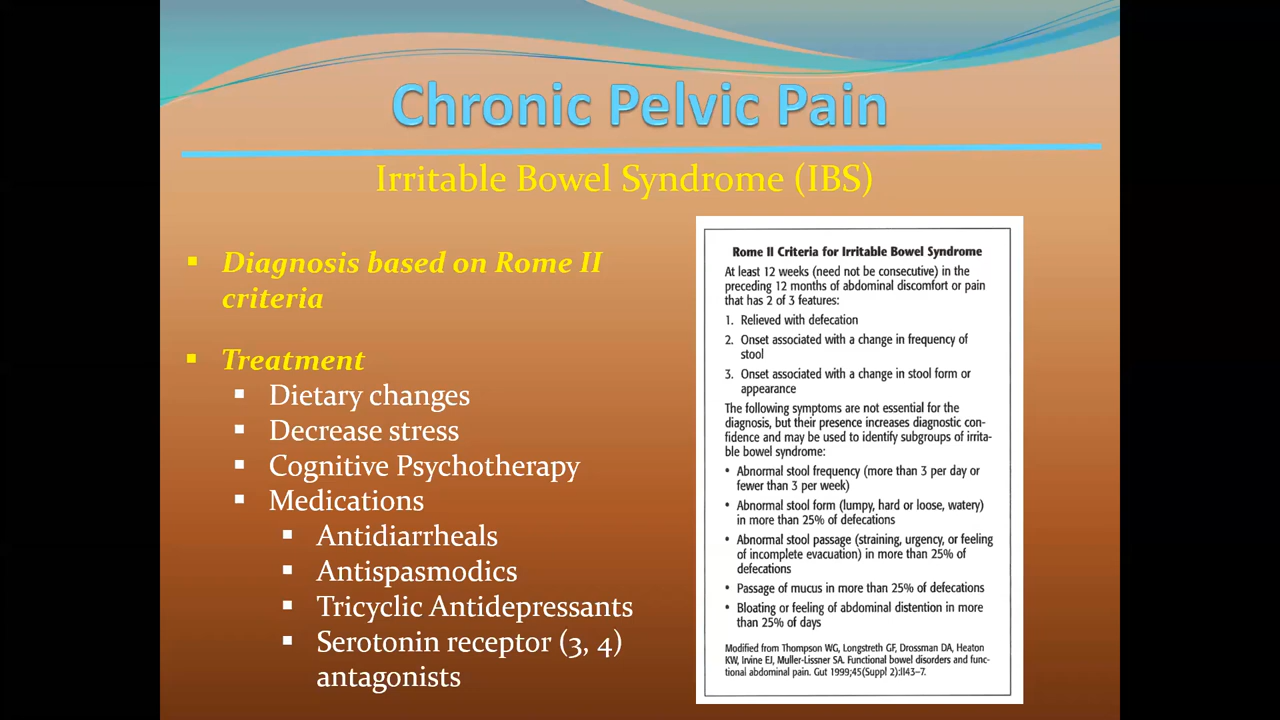 Chronic Pelvic Pain
Irritable Bowel Syndrome (IBS)
▪ Diagnosis based on Rome II
criteria
▪ Treatment
▪ Dietary changes
▪ Decrease stress
▪ Cognitive Psychotherapy
▪ Medications
▪ Antidiarrheals
▪ Antispasmodics
▪ Tricyclic Antidepressants
▪ Serotonin receptor (3, 4)
antagonists
Rome II Criteria for Irritable Bowel Syndrome
At least 12 weeks (need not be consecutive) in the
preceding 12 months of abdominal discomfort or pain
that has 2 of 3 features:
1. Relieved with defecation
2. Onset associated with a change in frequency of
stool
3. Onset associated with a change in stool form or
appearance
The following symptoms are not essential for the
diagnosis, but their presence increases diagnostic con-
fidence and may be used to identify subgroups of irrita-
ble bowel syndrome:
• Abnormal stool frequency (more than 3 per day or
fewer than 3 per week)
• Abnormal stool form (lumpy, hard or loose, watery)
in more than 25% of defecations
• Abnormal stool passage (straining, urgency, or feeling
of incomplete evacuation) in more than 25% of
defecations
• Passage of mucus in more than 25% of defecations
• Bloating or feeling of abdominal distention in more
than 25% of days
Modified from Thompson WG, Longstreth GF, Drossman DA, Heaton
KW, Irvine EJ, Muller-Lissner SA. Functional bowel disorders and func-
tional abdominal pain. Gut 1999;45(Suppl 2):II43–7.